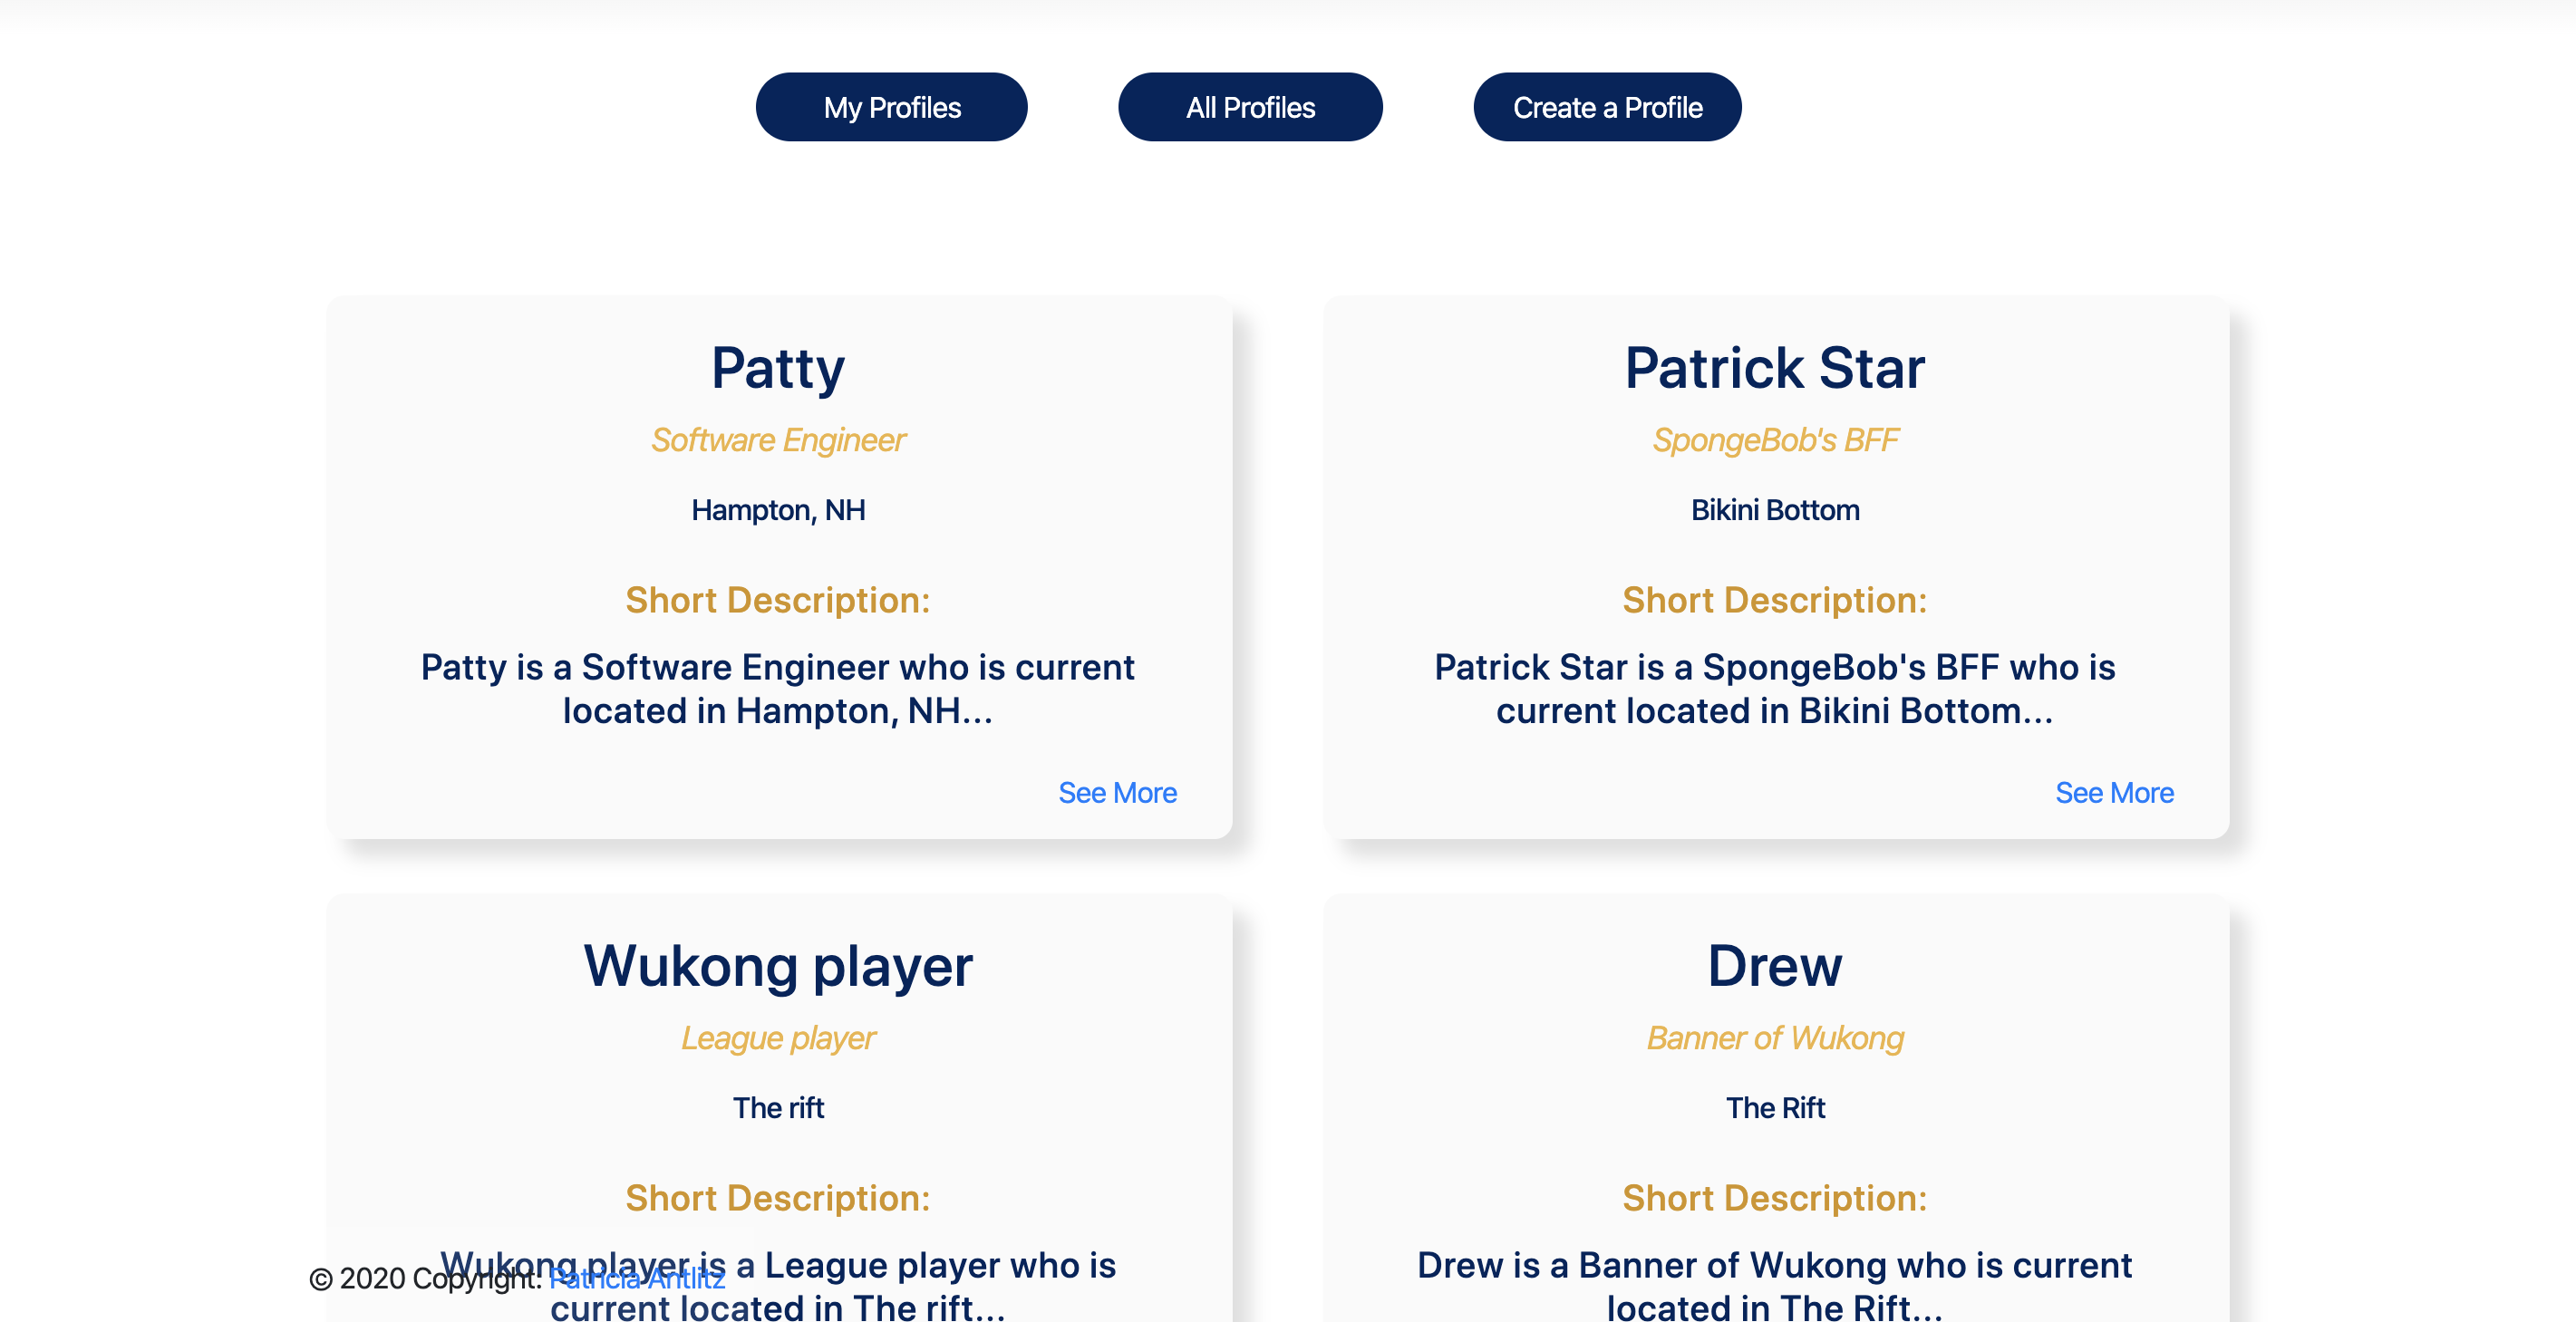 My Profiles
All Profiles
Create a Profile
Patty
Software Engineer
Hampton, NH
Short Description:
Patty is a Software Engineer who is current
located in Hampton, NH...
See More
Patrick Star
SpongeBob's BFF
Bikini Bottom
Short Description:
Patrick Star is a SpongeBob's BFF who is
current located in Bikini Bottom...
See More
Wukong player
League player
The rift
Short Description:
Wukong player is a League player who is
current located in The rift...
Drew
Banner of Wukong
The Rift
Short Description:
Drew is a Banner of Wukong who is current
located in The Rift...
© 2020 Copyright: Patricia Antlitz